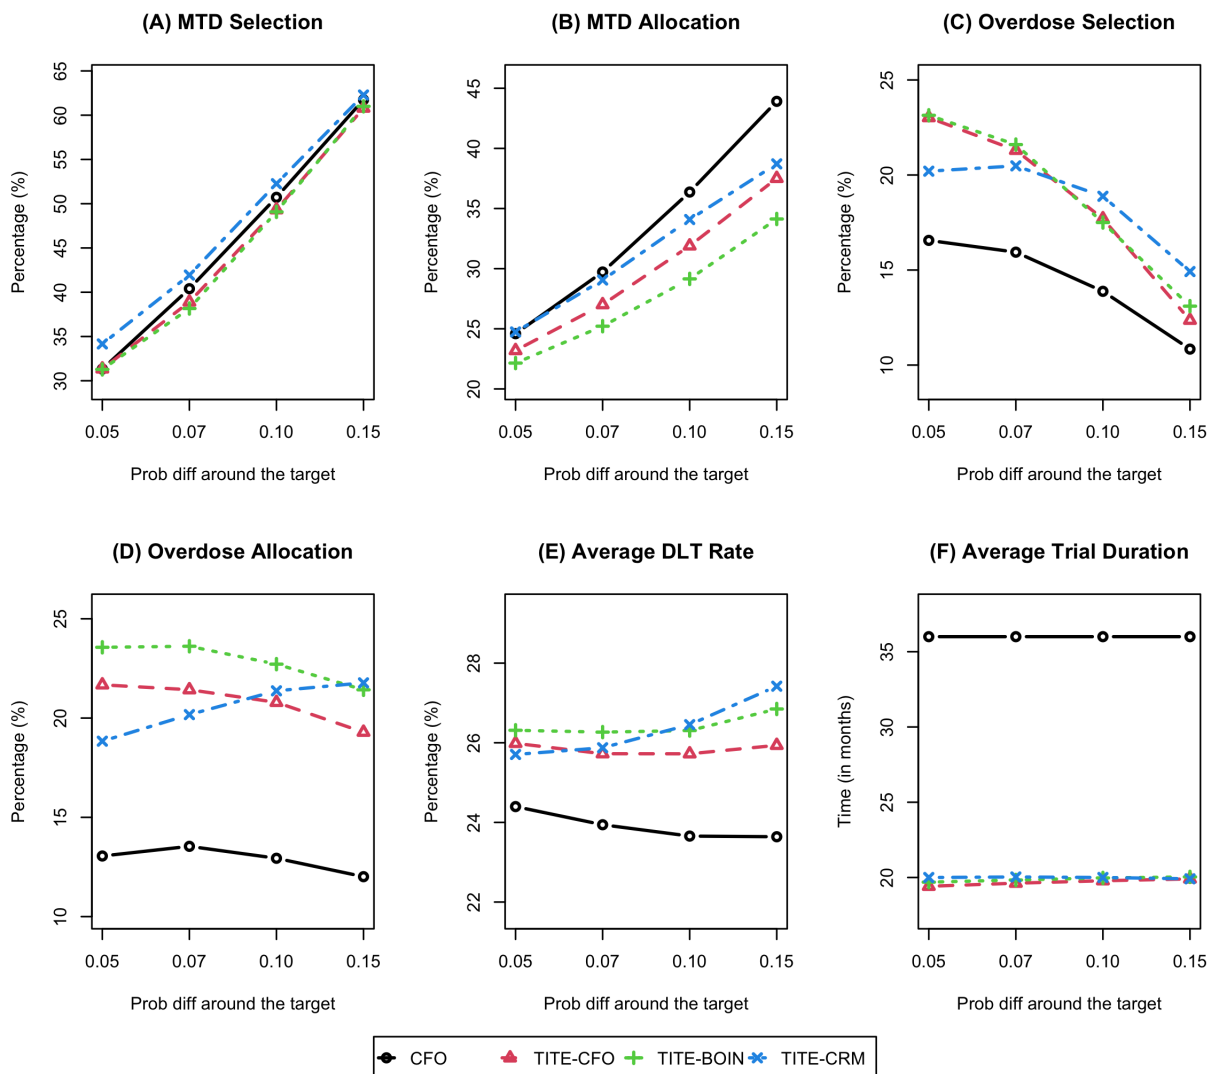 (A) MTD Selection
Percentage (%)
65
60
55
50
45
40
35
30
0.05 0.07 0.10 0.15
Prob diff around the target
(B) MTD Allocation
Percentage (%)
45
40
35
30
25
20
0.05 0.07 0.10 0.15
Prob diff around the target
(C) Overdose Selection
Percentage (%)
25
20
15
10
0.05 0.07 0.10 0.15
Prob diff around the target
(D) Overdose Allocation
Percentage (%)
25
20
15
10
0.05 0.07 0.10 0.15
Prob diff around the target
(E) Average DLT Rate
Percentage (%)
28
26
24
22
0.05 0.07 0.10 0.15
Prob diff around the target
(F) Average Trial Duration
Time (in months)
35
30
25
20
0.05 0.07 0.10 0.15
Prob diff around the target
CFO TITE-CFO TITE-BOIN TITE-CRM